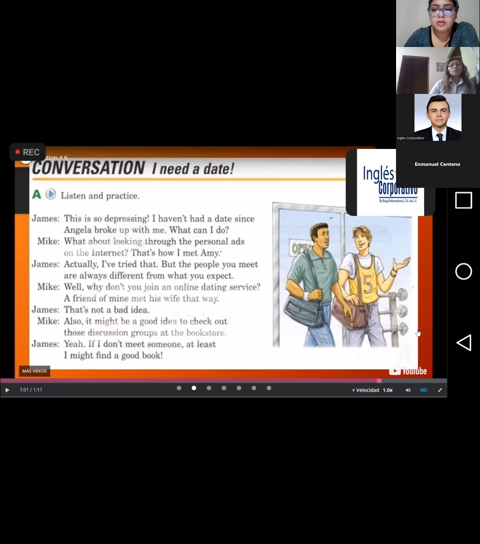 REC
CONVERSATION I need a date!
A Listen and practice.
James: This is so depressing! I haven't had a date since
Angela broke up with me. What can I do?
Mike: What about looking through the personal ads
on the Internet? That's how I met Amy.
James: Actually, I've tried that. But the people you meet
are always different from what you expect.
Mike: Well, why don't you join an online dating service?
A friend of mine met his wife that way.
James: That's not a bad idea.
Mike: Also, it might be a good idea to check out
those discussion groups at the bookstore.
James: Yeah. If I don't meet someone, at least
I might find a good book!
Inglés
Corporativo
Enmanuel Centeno
MÁS VIDEOS
YouTube
1:01 / 1:11
Velocidad 1.0x
HD